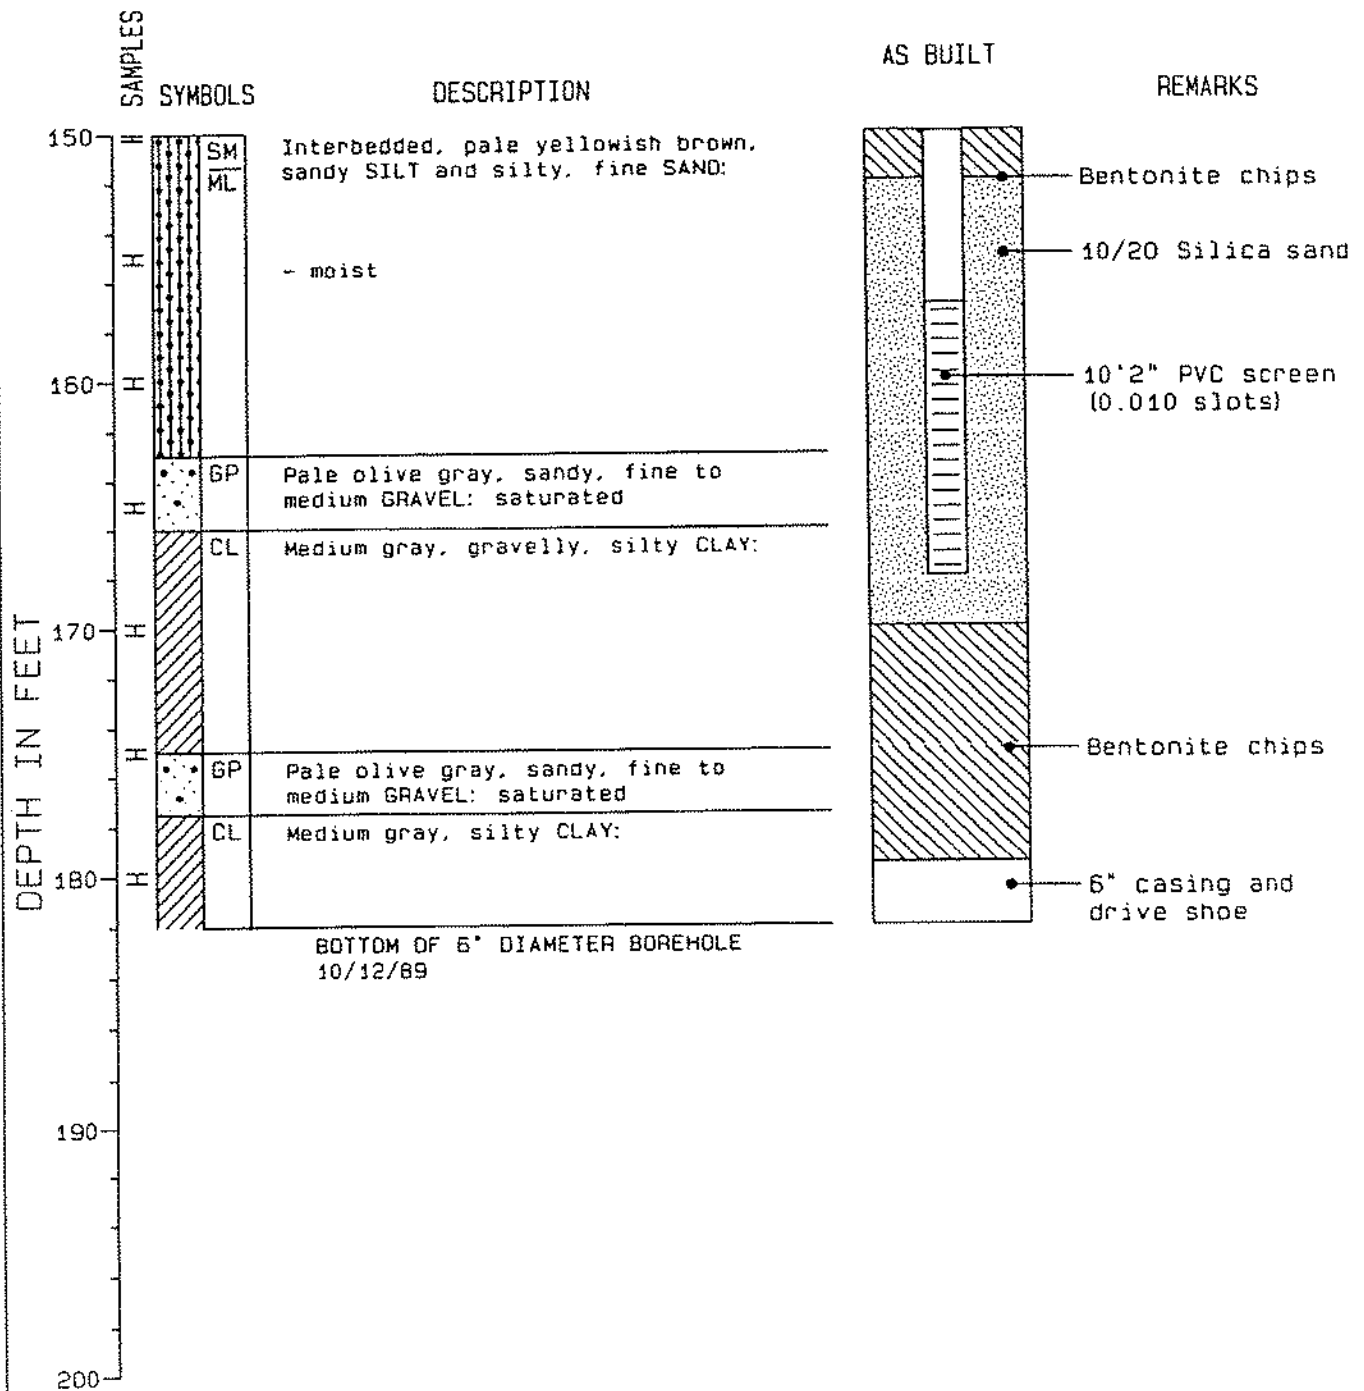 SAMPLES
SYMBOLS
DESCRIPTION
AS BUILT
REMARKS
DEPTH IN FEET
150
SM
ML
Interbedded, pale yellowish brown,
sandy SILT and silty, fine SAND:
Bentonite chips
10/20 Silica sand
- moist
160
10'2" PVC screen
(0.010 slots)
GP
Pale olive gray, sandy, fine to
medium GRAVEL: saturated
CL
Medium gray, gravelly, silty CLAY:
170
Bentonite chips
GP
Pale olive gray, sandy, fine to
medium GRAVEL: saturated
CL
Medium gray, silty CLAY:
180
6" casing and
drive shoe
BOTTOM OF 6" DIAMETER BOREHOLE
10/12/89
190
200